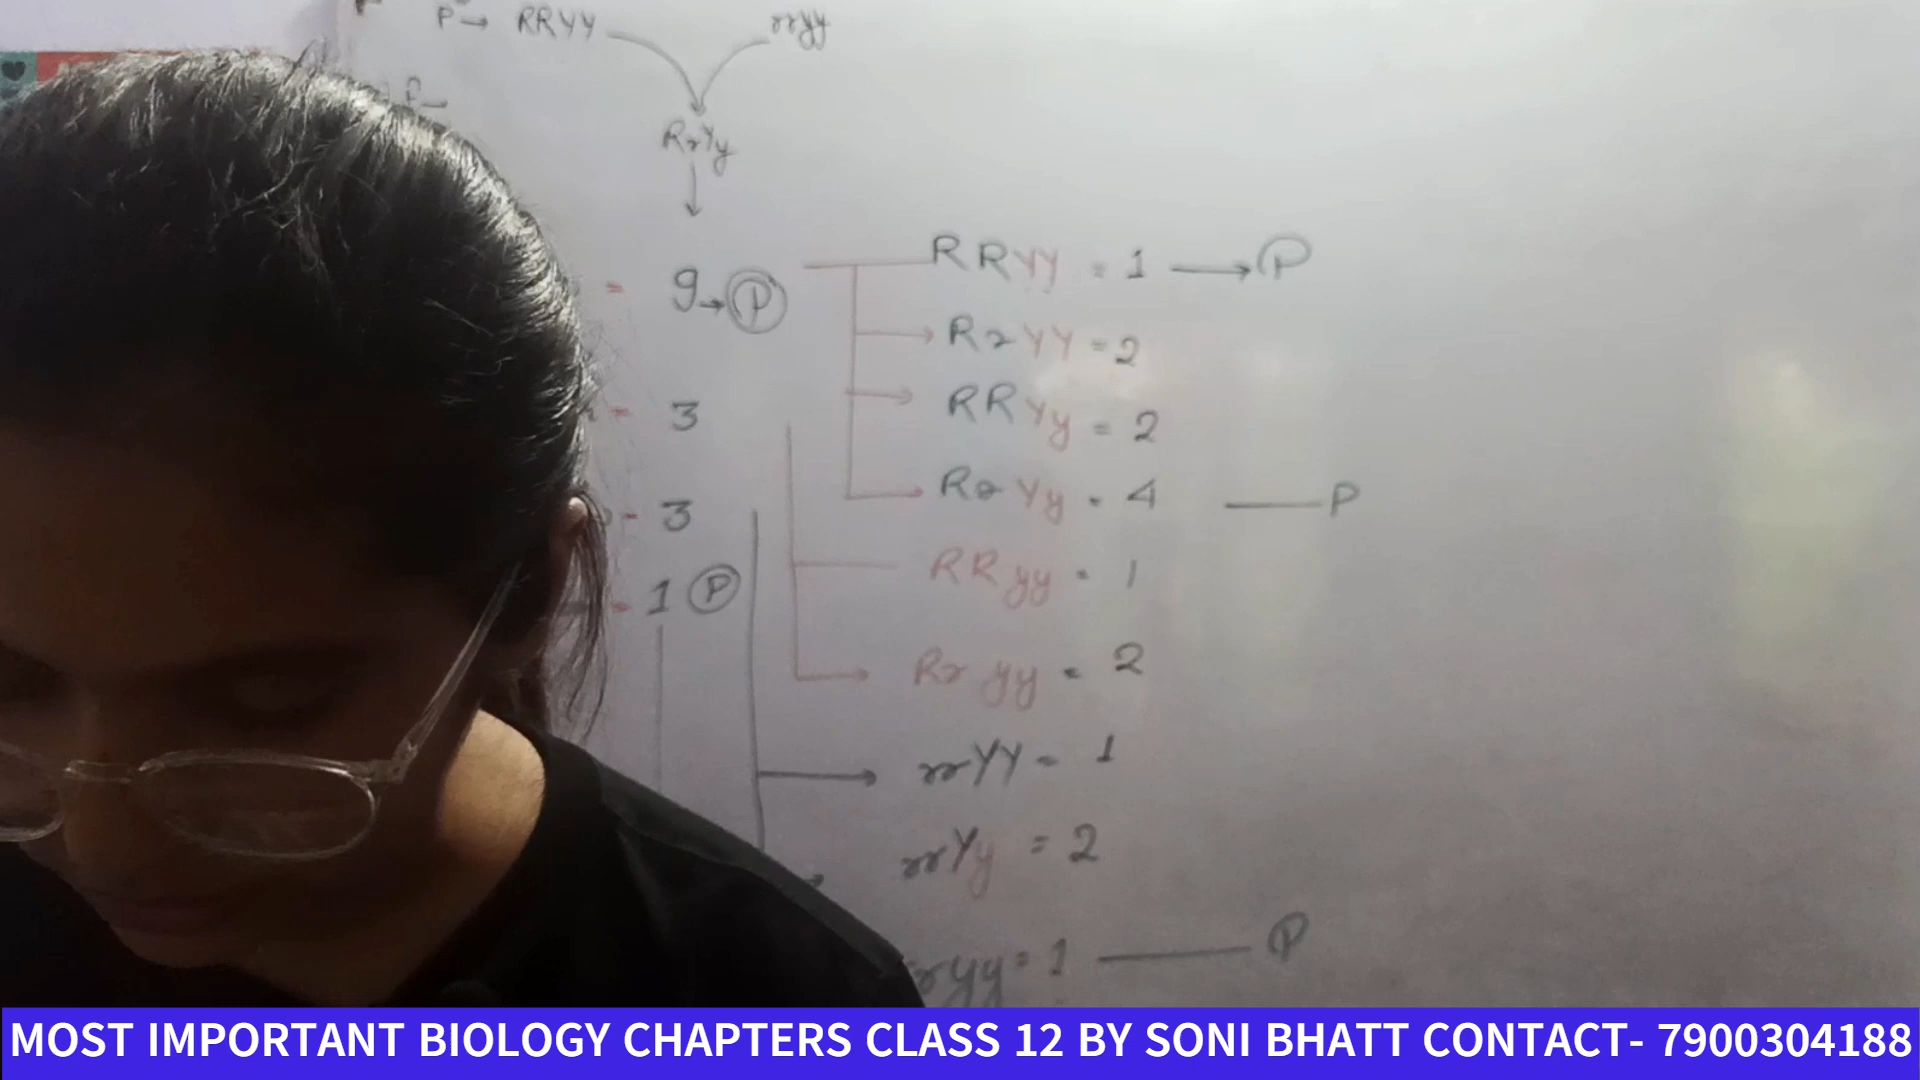 P→ RRYY rryy
P–
RrYy
= 9→ P RRYY = 1 → P
RrYY = 2
= 3 RRYy = 2
- 3 RrYy = 4 — P
= 1 P RRyy = 1
Rryy = 2
rrYY = 1
rrYy = 2
ryy = 1 — P
MOST IMPORTANT BIOLOGY CHAPTERS CLASS 12 BY SONI BHATT CONTACT- 7900304188